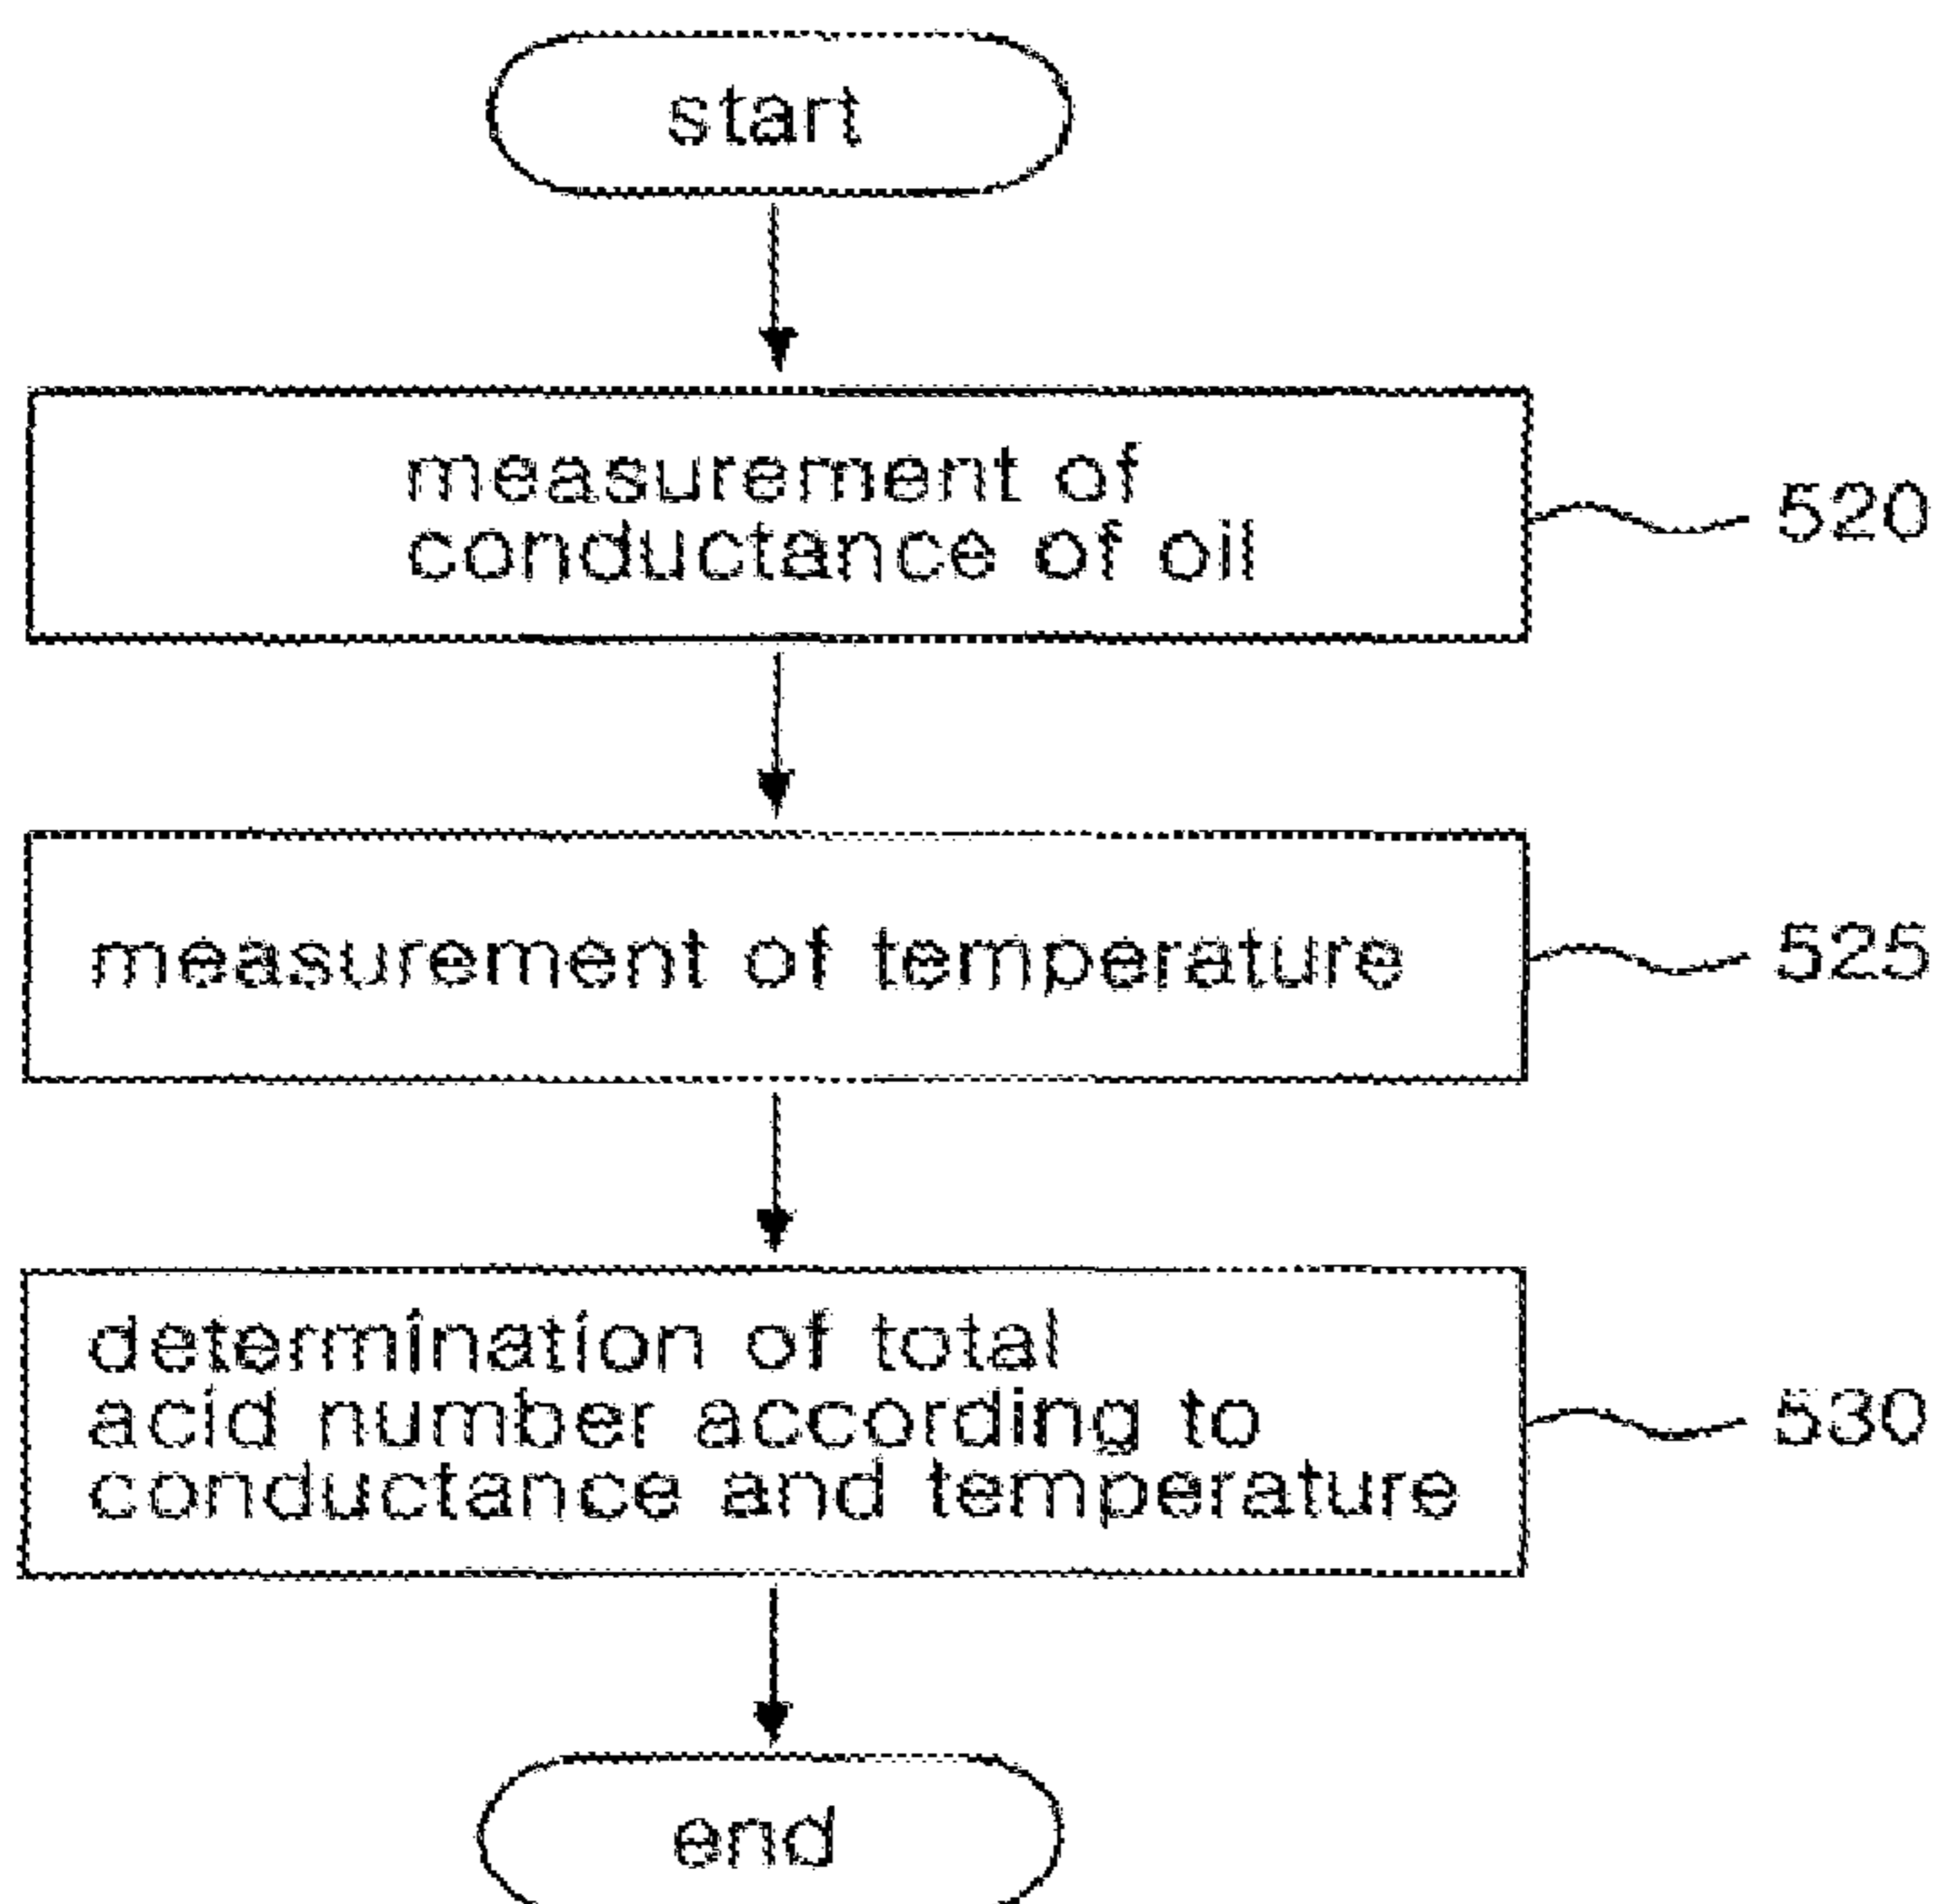 start
measurement of
conductance of oil
520
measurement of temperature
525
determination of total
acid number according to
conductance and temperature
530
end